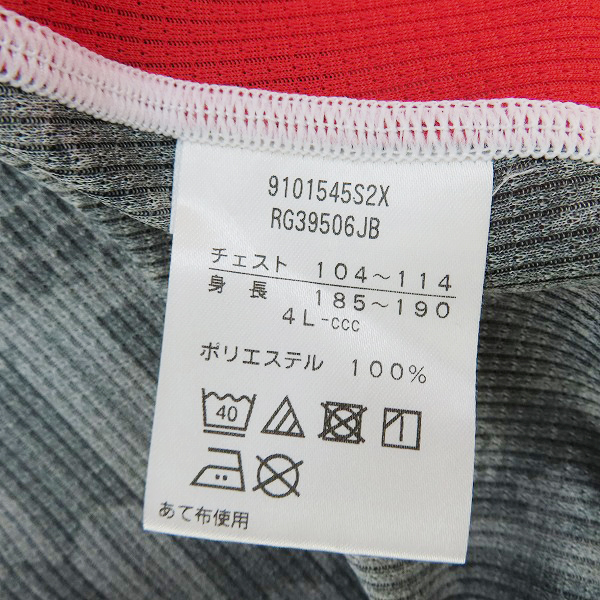 9101545S2X
RG39506JB
チェスト 104～114
身長 185～190
4L-ccc
ポリエステル 100%
40
あて布使用